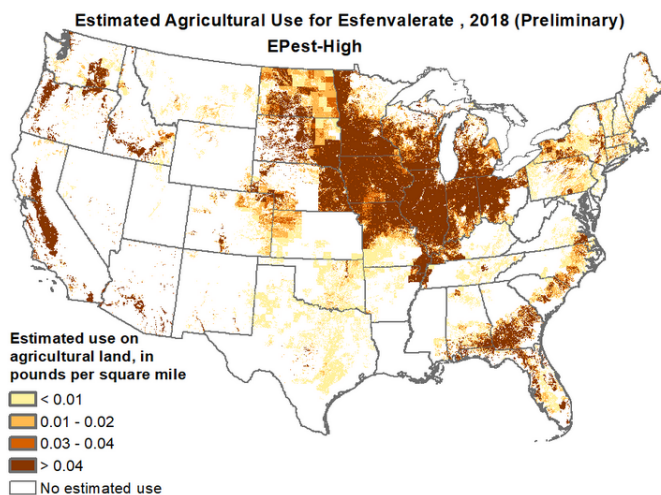 Estimated Agricultural Use for Esfenvalerate , 2018 (Preliminary)
EPest-High
Estimated use on
agricultural land, in
pounds per square mile
< 0.01
0.01 - 0.02
0.03 - 0.04
> 0.04
No estimated use